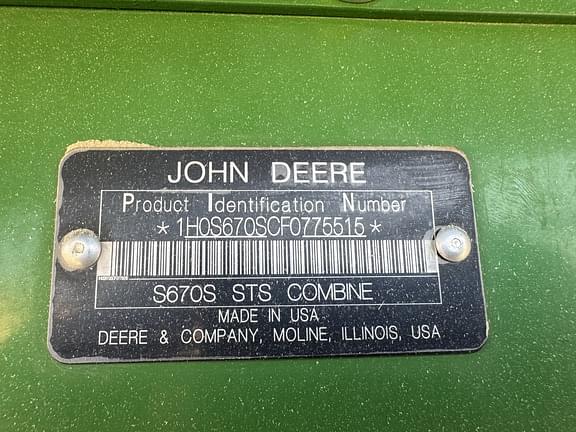 JOHN DEERE
Product Identification Number
*1H0S670SCF0775515*
S670S STS COMBINE
MADE IN USA
DEERE & COMPANY, MOLINE, ILLINOIS, USA